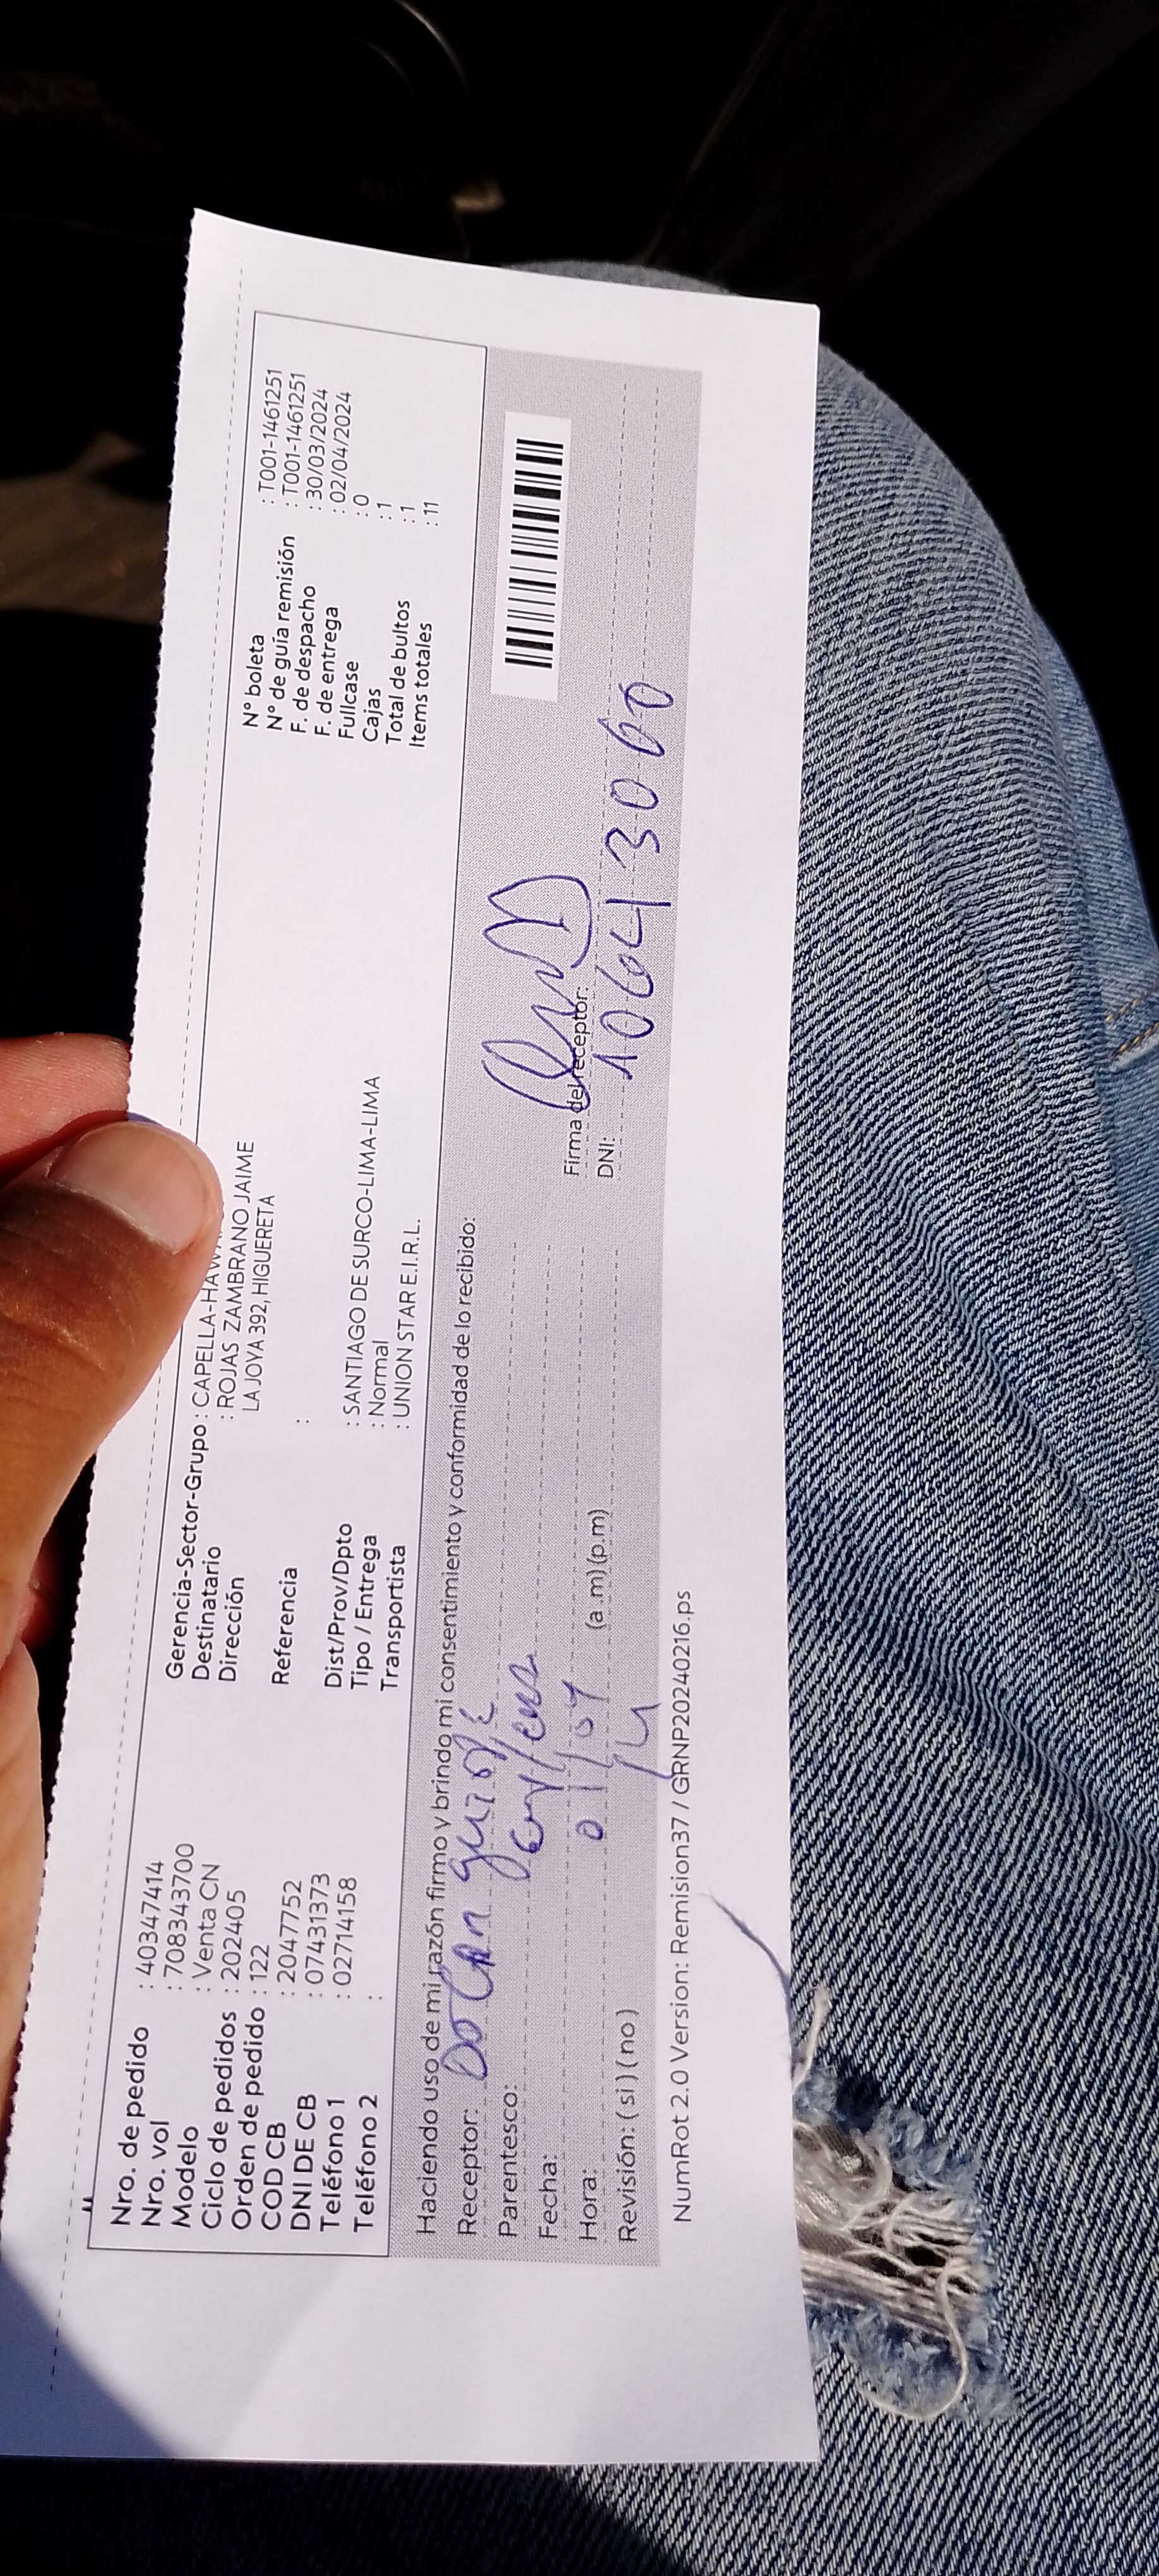 Nro. de pedido : 40347414
Nro. vol : 708343700
Modelo : Venta CN
Ciclo de pedidos : 202405
Orden de pedido : 122
COD CB : 2047752
DNI DE CB : 07431373
Teléfono 1 : 02714158
Teléfono 2 :
Gerencia-Sector-Grupo : CAPELLA-HAW
Destinatario : ROJAS ZAMBRANO JAIME
Dirección LA JOYA 392, HIGUERETA
Referencia :
Dist/Prov/Dpto : SANTIAGO DE SURCO-LIMA-LIMA
Tipo / Entrega : Normal
Transportista : UNION STAR E.I.R.L.
N° boleta : T001-1461251
N° de guía remisión : T001-1461251
F. de despacho : 30/03/2024
F. de entrega : 02/04/2024
Fullcase : 0
Cajas : 1
Total de bultos : 1
Items totales : 11
Haciendo uso de mi razón firmo y brindo mi consentimiento y conformidad de lo recibido:
Receptor:
Parentesco:
Fecha: 01/04
Hora: (a.m)(p.m)
Revisión: ( si ) ( no )
Firma del receptor:
DNI: 10643060
NumRot 2.0 Version: Remision37 / GRNP20240216.ps